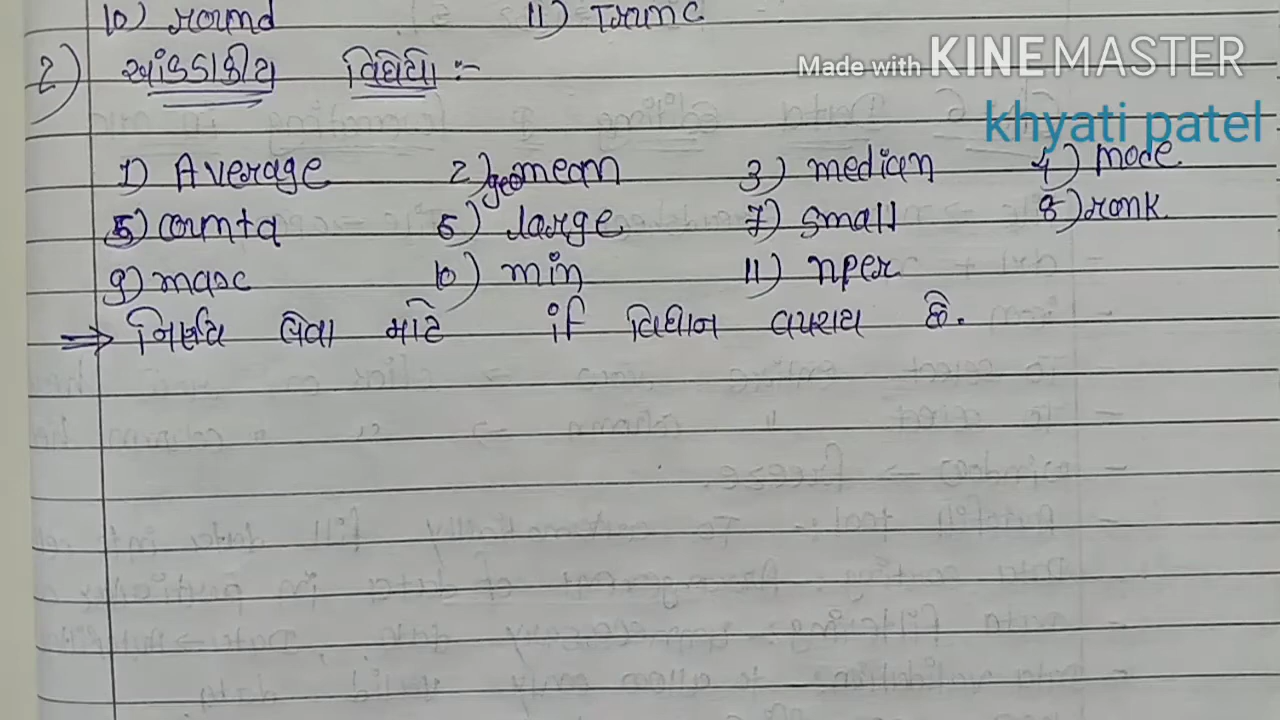 10) round 11) Trunc
2) આંકડાકીય વિધેયો :-
Made with KINEMASTER
khyati patel
1) Average 2) geomean 3) median 4) mode
5) counta 6) large 7) small 8) rank
9) max 10) min 11) nper
⇒ નિર્ણય લેવા માટે if વિધાન વપરાય છે.